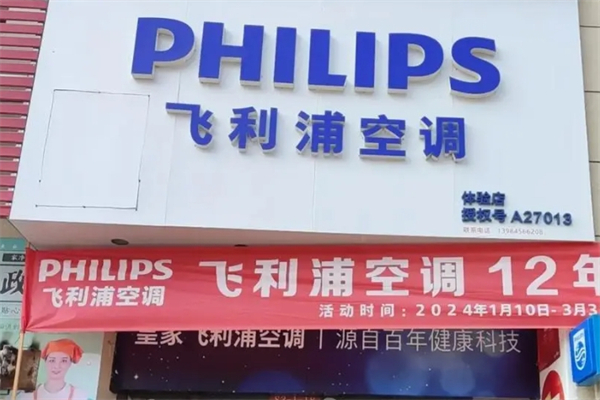 PHILIPS
飞利浦空调
体验店
授权号 A27013
PHILIPS
飞利浦空调
飞利浦空调 12年
活动时间：2024年1月10日-3月3
皇家 飞利浦空调 | 源自百年健康科技
政